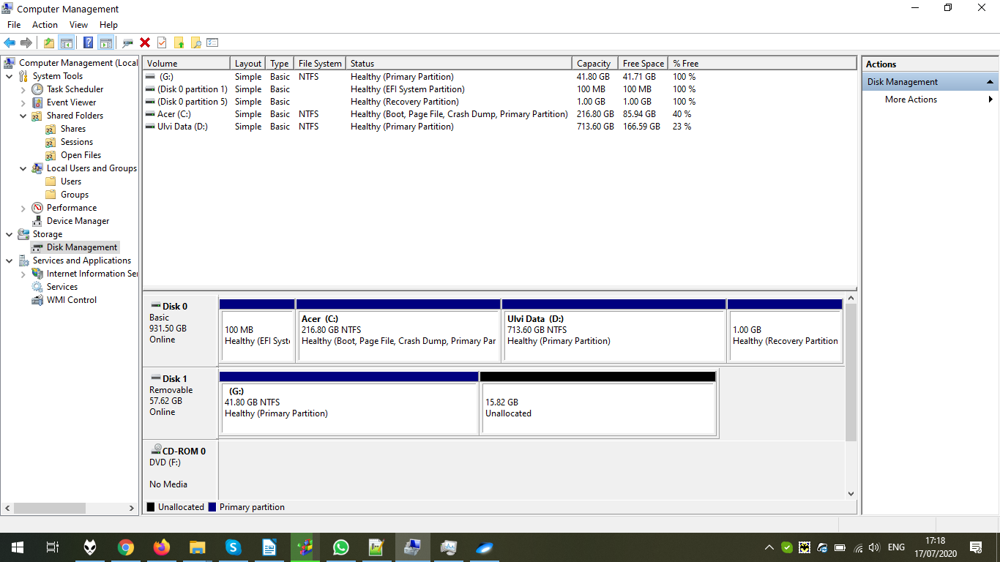 Computer Management
File Action View Help
Computer Management (Local
System Tools
Task Scheduler
Event Viewer
Shared Folders
Shares
Sessions
Open Files
Local Users and Groups
Users
Groups
Performance
Device Manager
Storage
Disk Management
Services and Applications
Internet Information Ser
Services
WMI Control
Volume Layout Type File System Status Capacity Free Space % Free
(G:) Simple Basic NTFS Healthy (Primary Partition) 41.80 GB 41.71 GB 100 %
(Disk 0 partition 1) Simple Basic Healthy (EFI System Partition) 100 MB 100 MB 100 %
(Disk 0 partition 5) Simple Basic Healthy (Recovery Partition) 1.00 GB 1.00 GB 100 %
Acer (C:) Simple Basic NTFS Healthy (Boot, Page File, Crash Dump, Primary Partition) 216.80 GB 85.94 GB 40 %
Ulvi Data (D:) Simple Basic NTFS Healthy (Primary Partition) 713.60 GB 166.59 GB 23 %
Disk 0
Basic
931.50 GB
Online
100 MB
Healthy (EFI Syst
Acer (C:)
216.80 GB NTFS
Healthy (Boot, Page File, Crash Dump, Primary Par
Ulvi Data (D:)
713.60 GB NTFS
Healthy (Primary Partition)
1.00 GB
Healthy (Recovery Partition
Disk 1
Removable
57.62 GB
Online
(G:)
41.80 GB NTFS
Healthy (Primary Partition)
15.82 GB
Unallocated
CD-ROM 0
DVD (F:)
No Media
Unallocated Primary partition
Actions
Disk Management
More Actions
ENG
17:18
17/07/2020